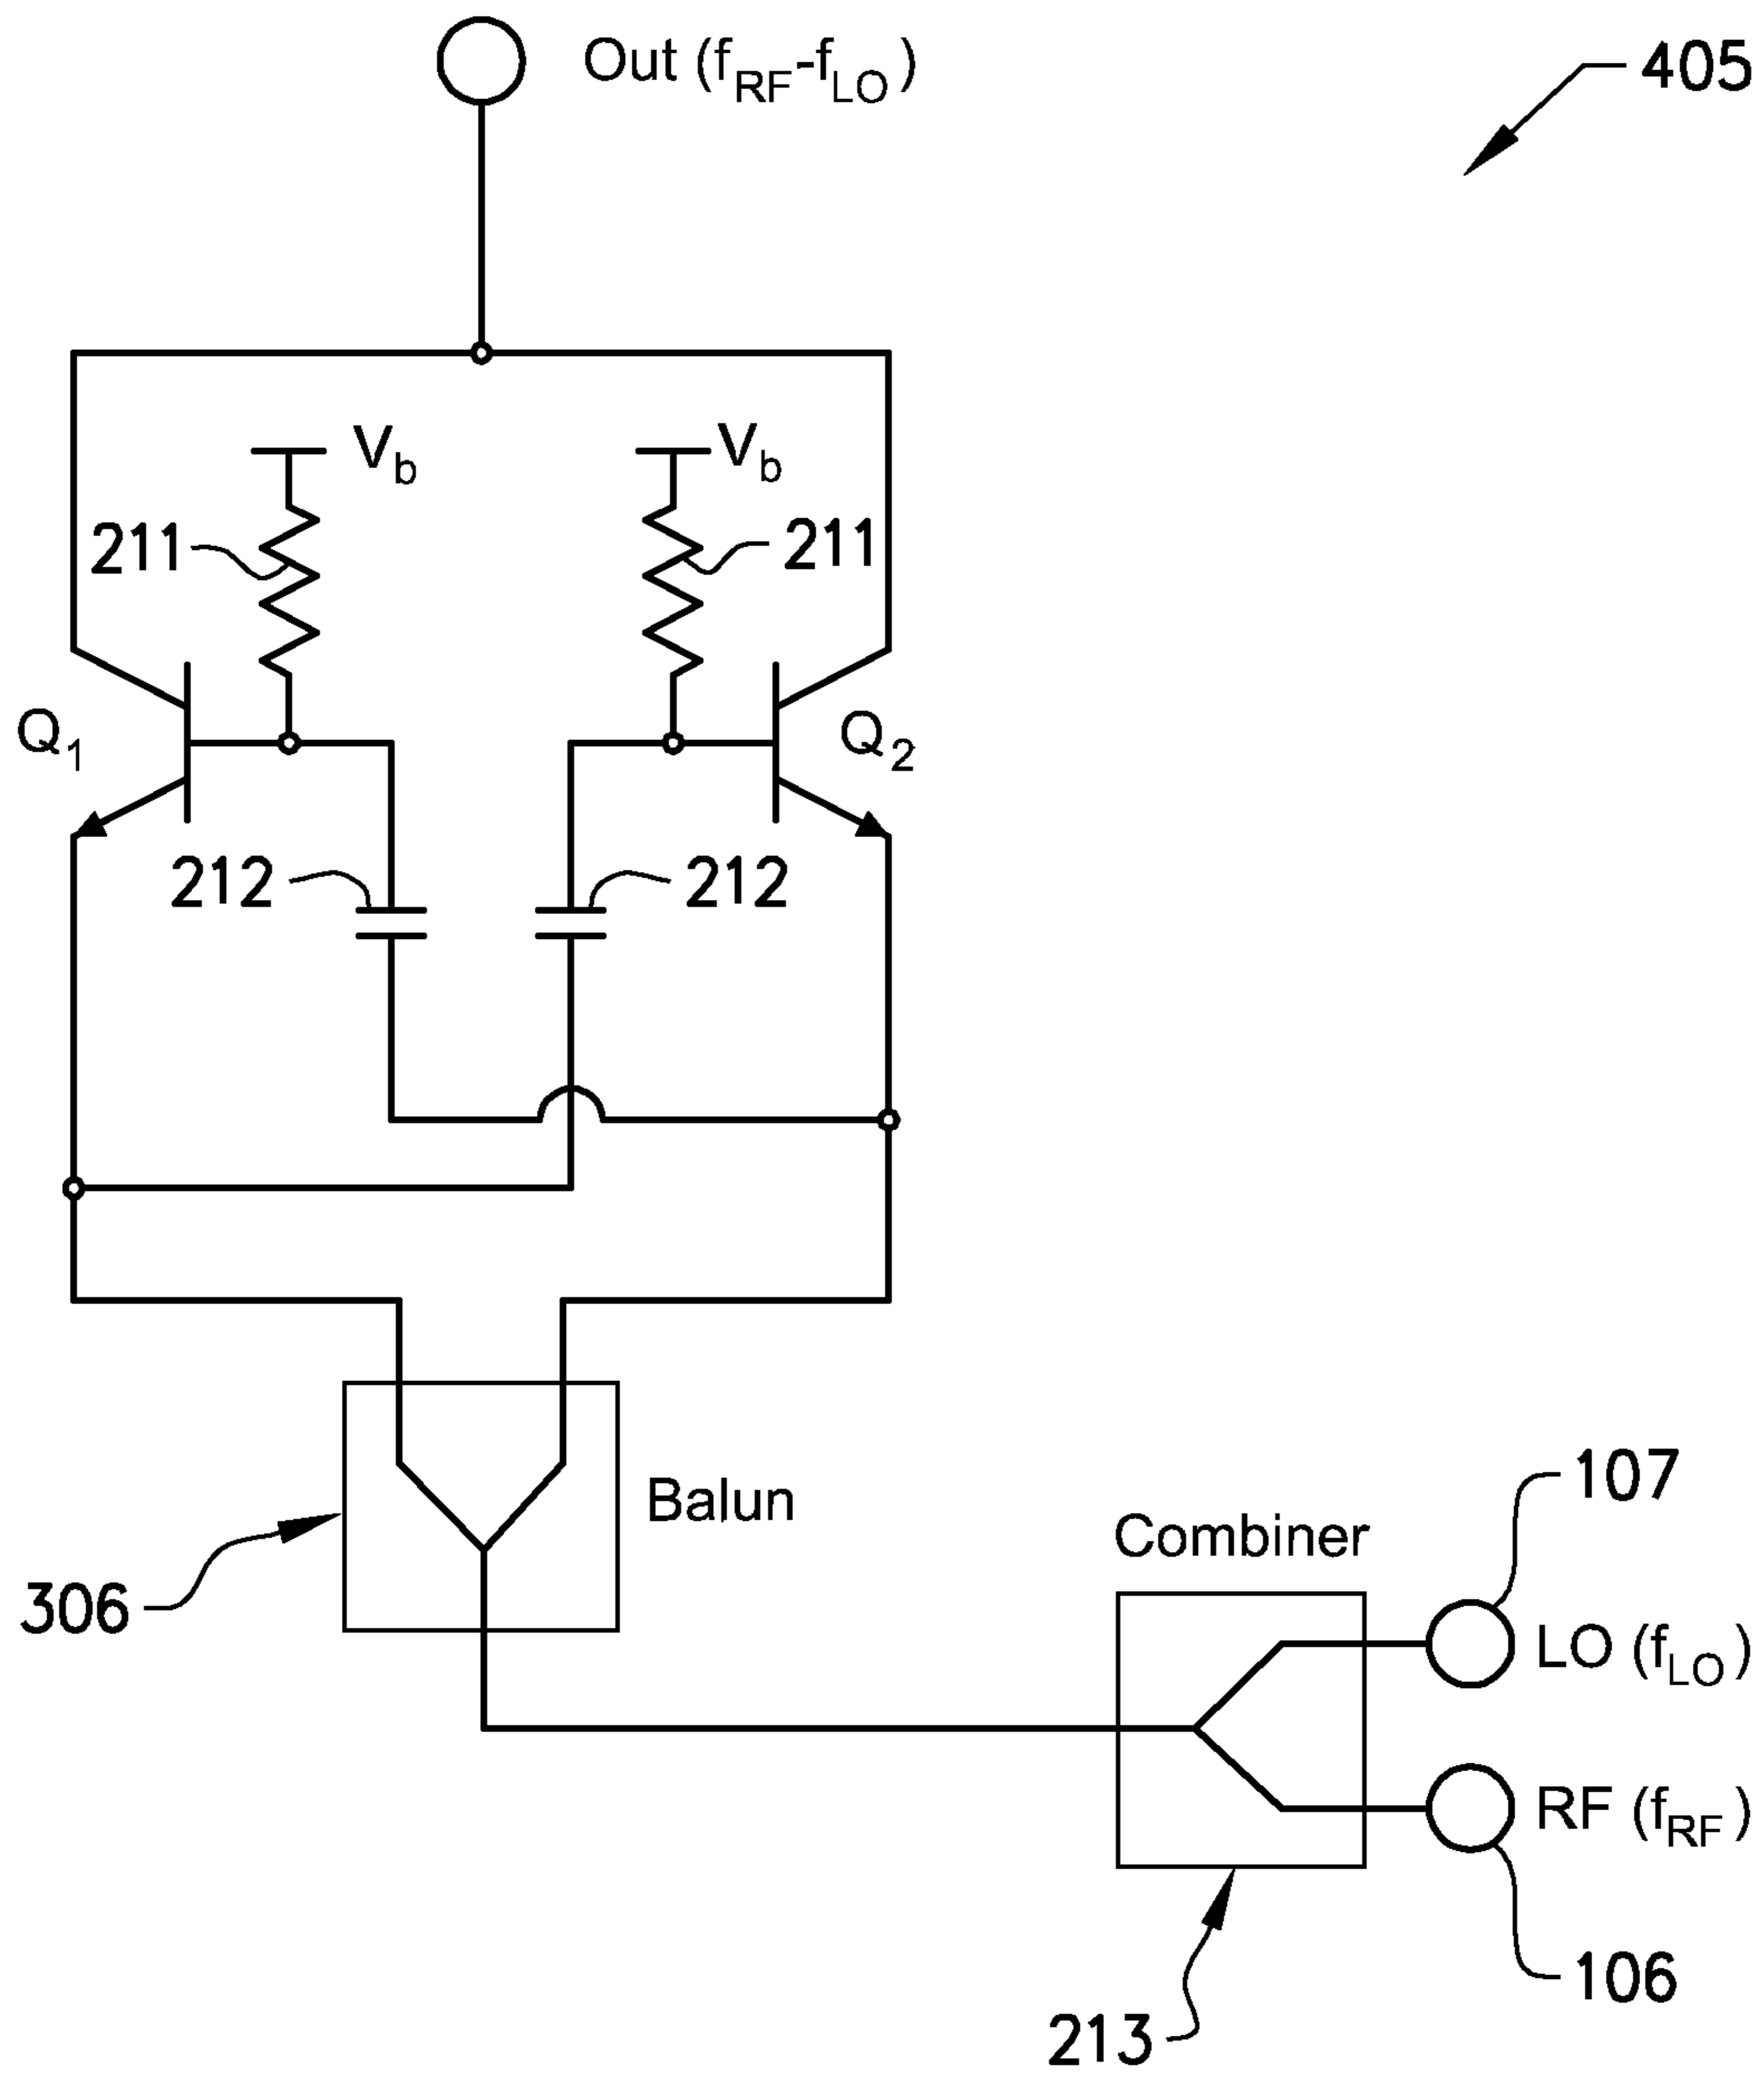 Out (fRF-fLO)
405
Vb
Vb
211
211
Q1
Q2
212
212
Balun
107
Combiner
306
LO (fLO)
RF (fRF)
106
213